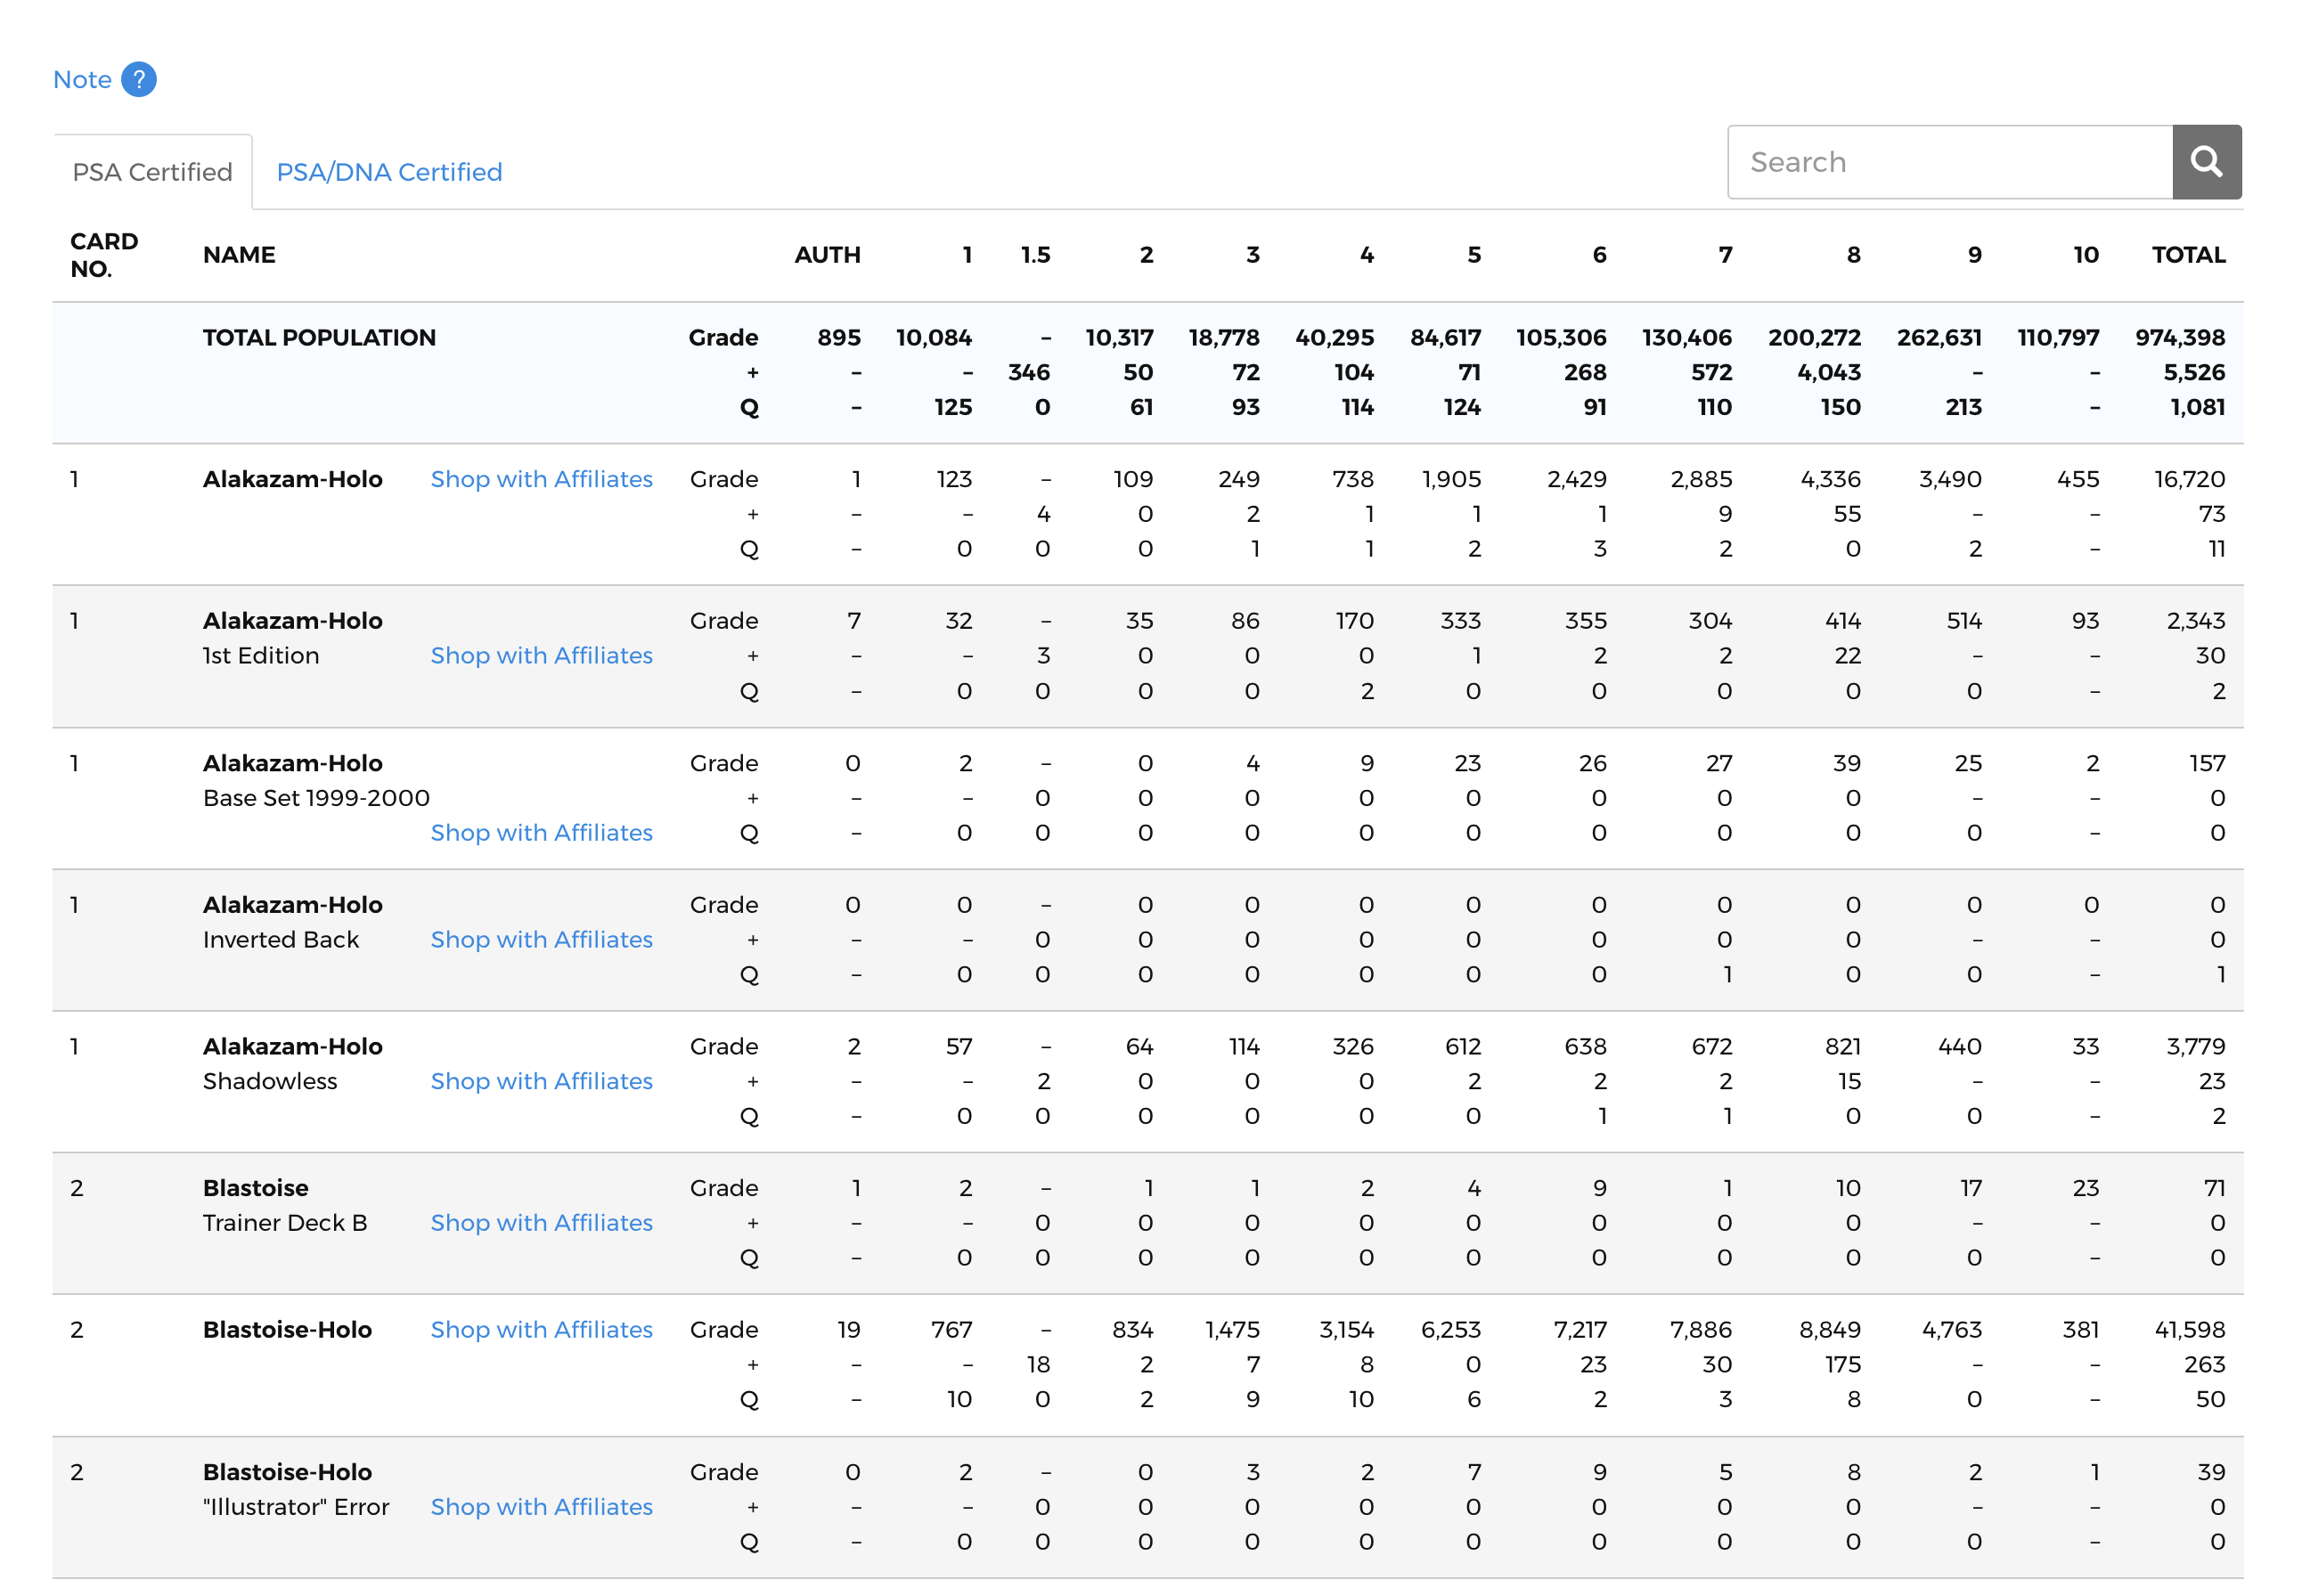 Note ?
PSA Certified PSA/DNA Certified Search
CARD NO. NAME AUTH 1 1.5 2 3 4 5 6 7 8 9 10 TOTAL
TOTAL POPULATION Grade 895 10,084 – 10,317 18,778 40,295 84,617 105,306 130,406 200,272 262,631 110,797 974,398
+ – – 346 50 72 104 71 268 572 4,043 – – 5,526
Q – 125 0 61 93 114 124 91 110 150 213 – 1,081
1 Alakazam-Holo Shop with Affiliates Grade 1 123 – 109 249 738 1,905 2,429 2,885 4,336 3,490 455 16,720
+ – – 4 0 2 1 1 1 9 55 – – 73
Q – 0 0 0 1 1 2 3 2 0 2 – 11
1 Alakazam-Holo Grade 7 32 – 35 86 170 333 355 304 414 514 93 2,343
1st Edition Shop with Affiliates + – – 3 0 0 0 1 2 2 22 – – 30
Q – 0 0 0 0 2 0 0 0 0 0 – 2
1 Alakazam-Holo Grade 0 2 – 0 4 9 23 26 27 39 25 2 157
Base Set 1999-2000 + – – 0 0 0 0 0 0 0 0 – – 0
Shop with Affiliates Q – 0 0 0 0 0 0 0 0 0 0 – 0
1 Alakazam-Holo Grade 0 0 – 0 0 0 0 0 0 0 0 0 0
Inverted Back Shop with Affiliates + – – 0 0 0 0 0 0 0 0 – – 0
Q – 0 0 0 0 0 0 0 1 0 0 – 1
1 Alakazam-Holo Grade 2 57 – 64 114 326 612 638 672 821 440 33 3,779
Shadowless Shop with Affiliates + – – 2 0 0 0 2 2 2 15 – – 23
Q – 0 0 0 0 0 0 1 1 0 0 – 2
2 Blastoise Grade 1 2 – 1 1 2 4 9 1 10 17 23 71
Trainer Deck B Shop with Affiliates + – – 0 0 0 0 0 0 0 0 – – 0
Q – 0 0 0 0 0 0 0 0 0 0 – 0
2 Blastoise-Holo Shop with Affiliates Grade 19 767 – 834 1,475 3,154 6,253 7,217 7,886 8,849 4,763 381 41,598
+ – – 18 2 7 8 0 23 30 175 – – 263
Q – 10 0 2 9 10 6 2 3 8 0 – 50
2 Blastoise-Holo Grade 0 2 – 0 3 2 7 9 5 8 2 1 39
"Illustrator" Error Shop with Affiliates + – – 0 0 0 0 0 0 0 0 – – 0
Q – 0 0 0 0 0 0 0 0 0 0 – 0